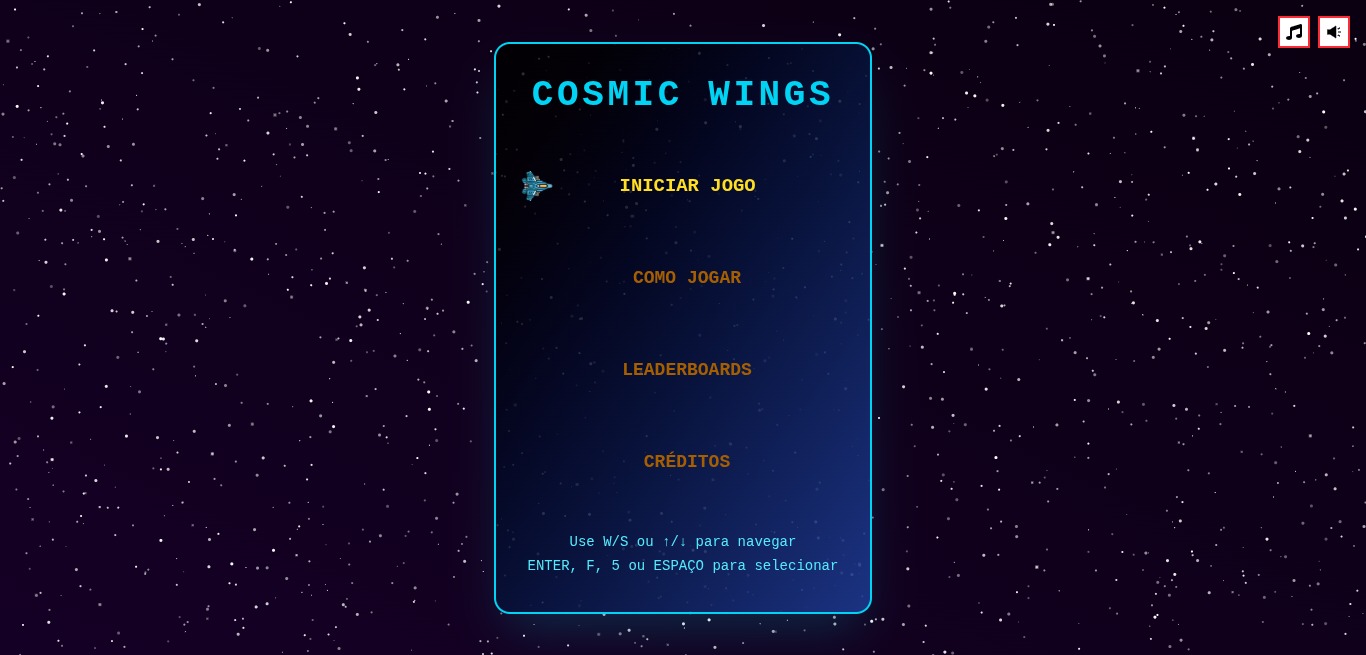 COSMIC WINGS
INICIAR JOGO
COMO JOGAR
LEADERBOARDS
CRÉDITOS
Use W/S ou ↑/↓ para navegar
ENTER, F, 5 ou ESPAÇO para selecionar